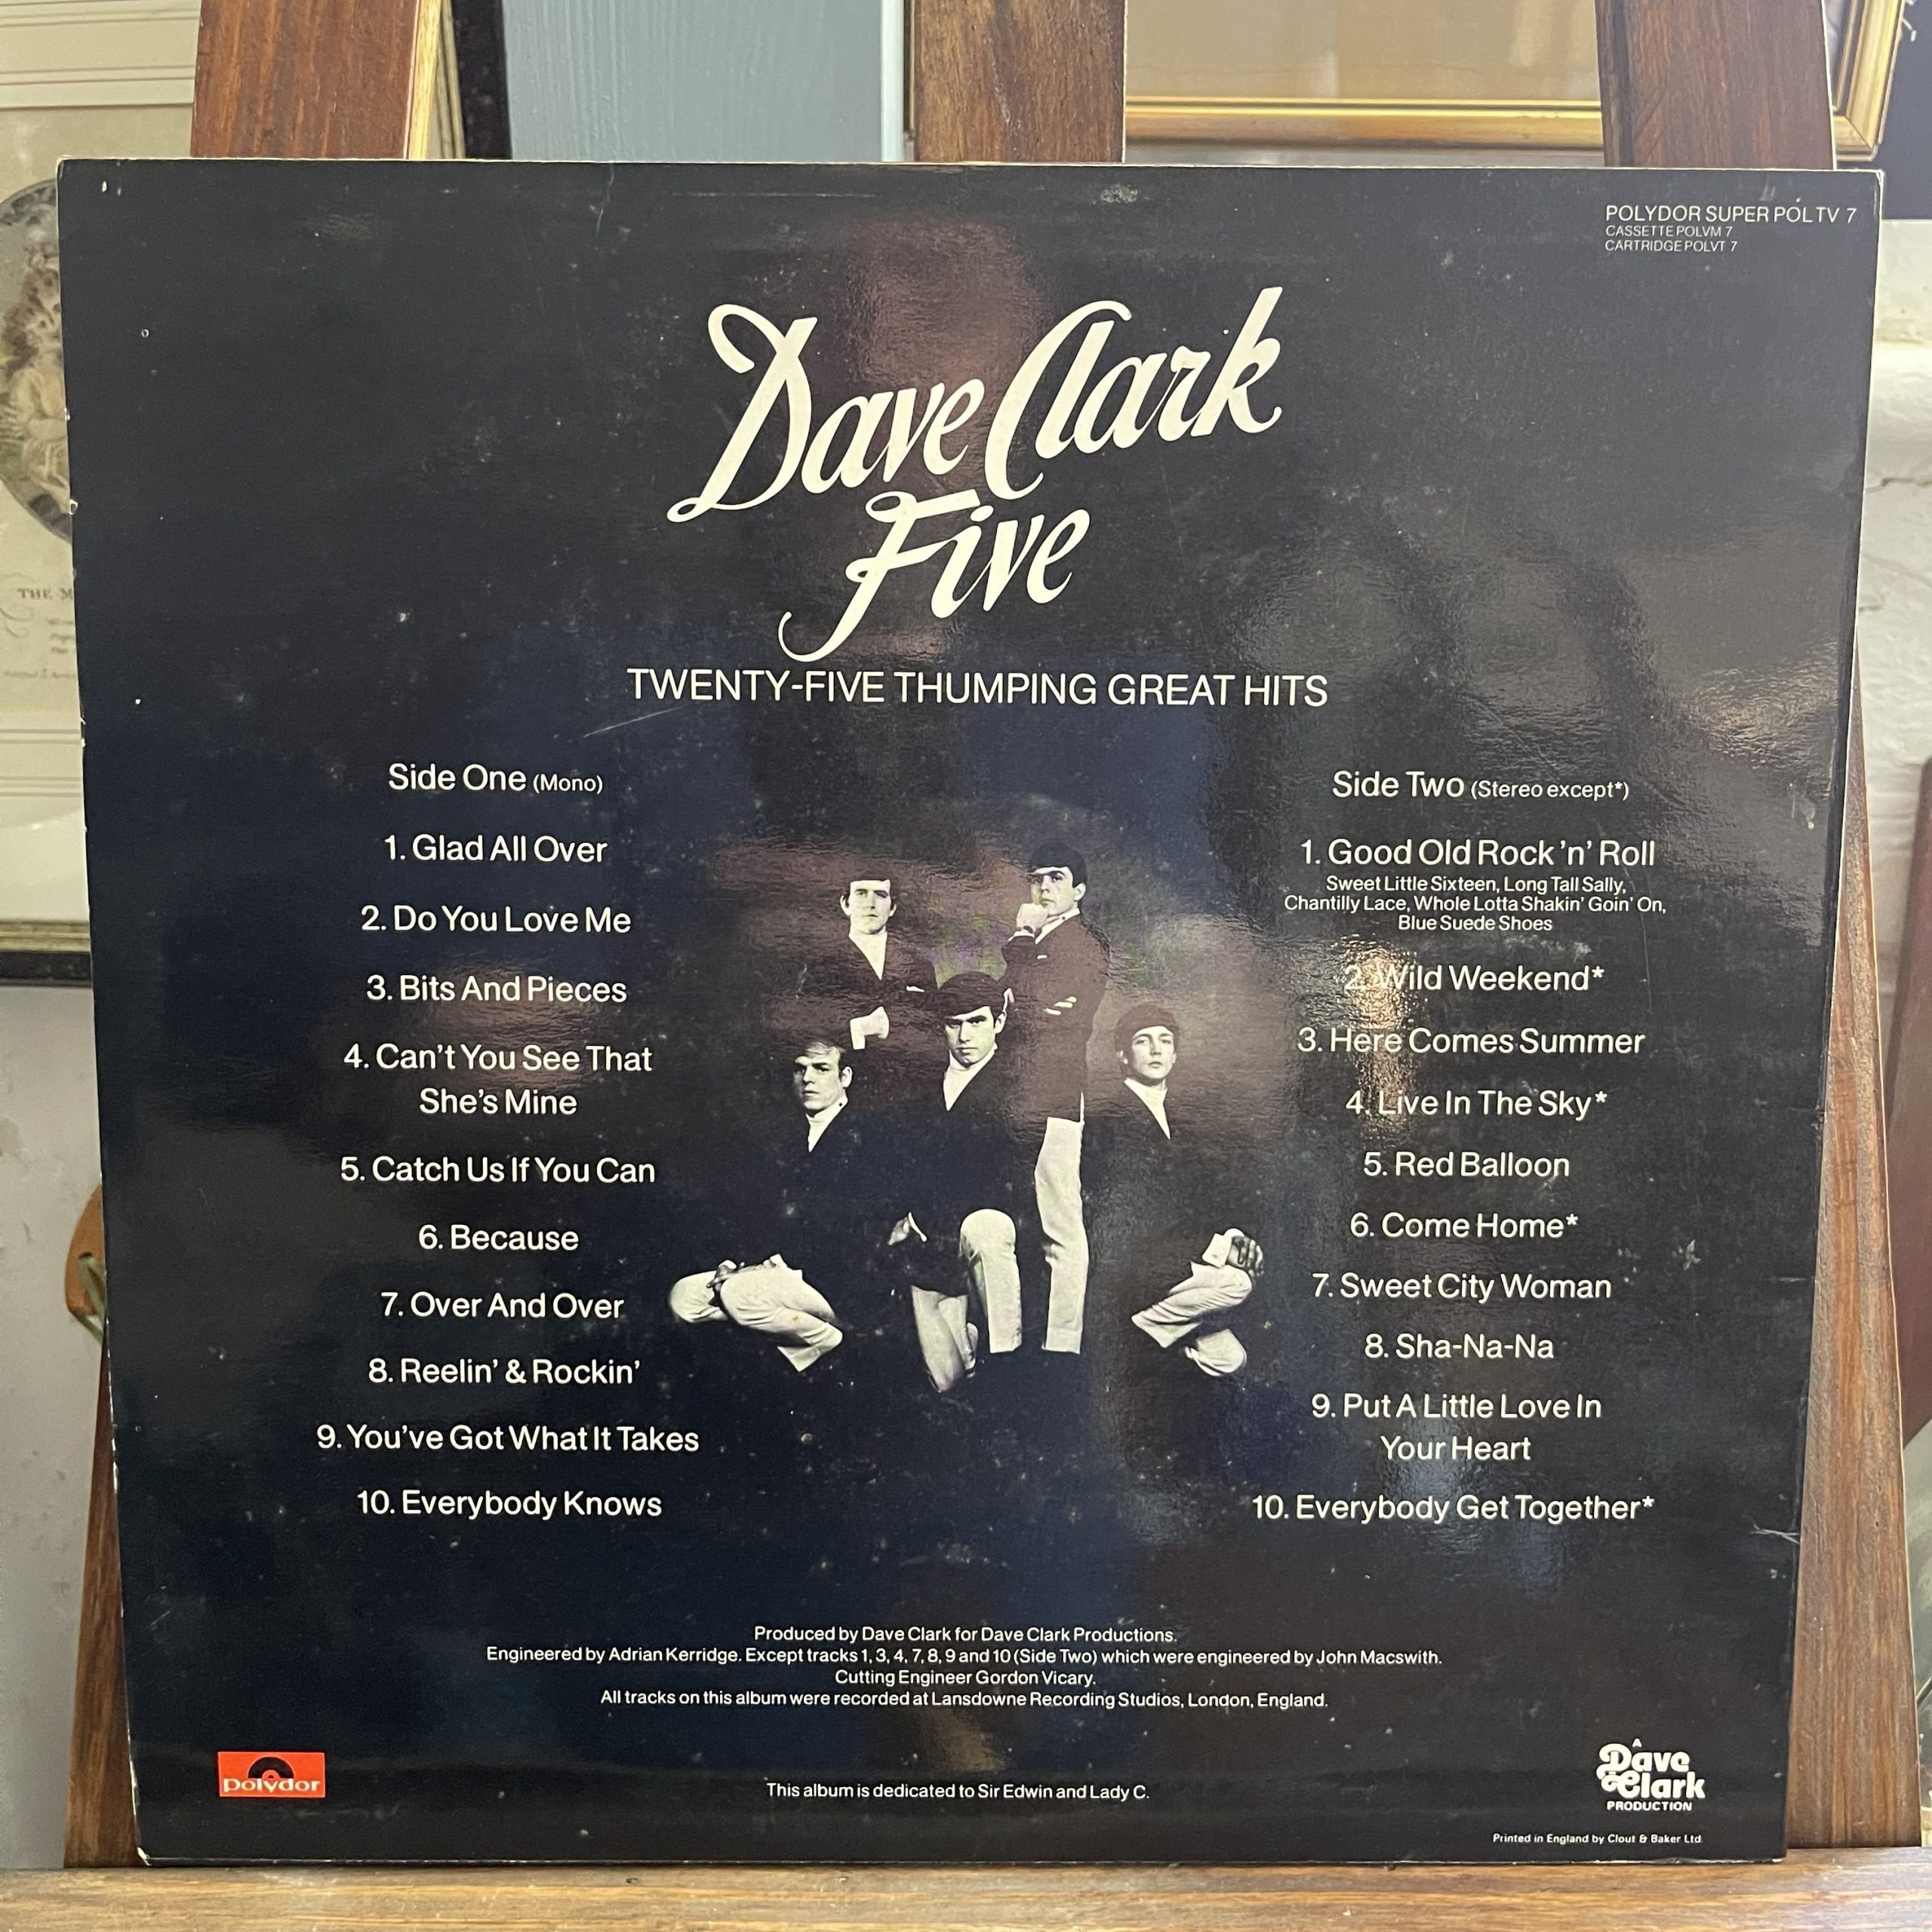 POLYDOR SUPER POLTV 7
CASSETTE POLVM 7
CARTRIDGE POLVT 7
Dave Clark
Five
TWENTY-FIVE THUMPING GREAT HITS
Side One (Mono)
1. Glad All Over
2. Do You Love Me
3. Bits And Pieces
4. Can't You See That
She's Mine
5. Catch Us If You Can
6. Because
7. Over And Over
8. Reelin' & Rockin'
9. You've Got What It Takes
10. Everybody Knows
Side Two (Stereo except*)
1. Good Old Rock 'n' Roll
Sweet Little Sixteen, Long Tall Sally,
Chantilly Lace, Whole Lotta Shakin' Goin' On,
Blue Suede Shoes
2. Wild Weekend*
3. Here Comes Summer
4. Live In The Sky*
5. Red Balloon
6. Come Home*
7. Sweet City Woman
8. Sha-Na-Na
9. Put A Little Love In
Your Heart
10. Everybody Get Together*
Produced by Dave Clark for Dave Clark Productions.
Engineered by Adrian Kerridge. Except tracks 1, 3, 4, 7, 8, 9 and 10 (Side Two) which were engineered by John Macswith.
Cutting Engineer Gordon Vicary.
All tracks on this album were recorded at Lansdowne Recording Studios, London, England.
polydor
This album is dedicated to Sir Edwin and Lady C.
A
Dave
Clark
PRODUCTION
Printed in England by Clout & Baker Ltd.
THE M